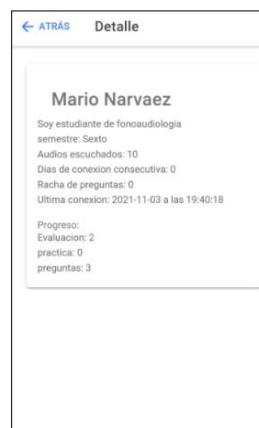 ATRÁS Detalle
Mario Narvaez
Soy estudiante de fonoaudiologia
semestre: Sexto
Audios escuchados: 10
Dias de conexion consecutiva: 0
Racha de preguntas: 0
Ultima conexion: 2021-11-03 a las 19:40:18
Progreso:
Evaluacion: 2
practica: 0
preguntas: 3